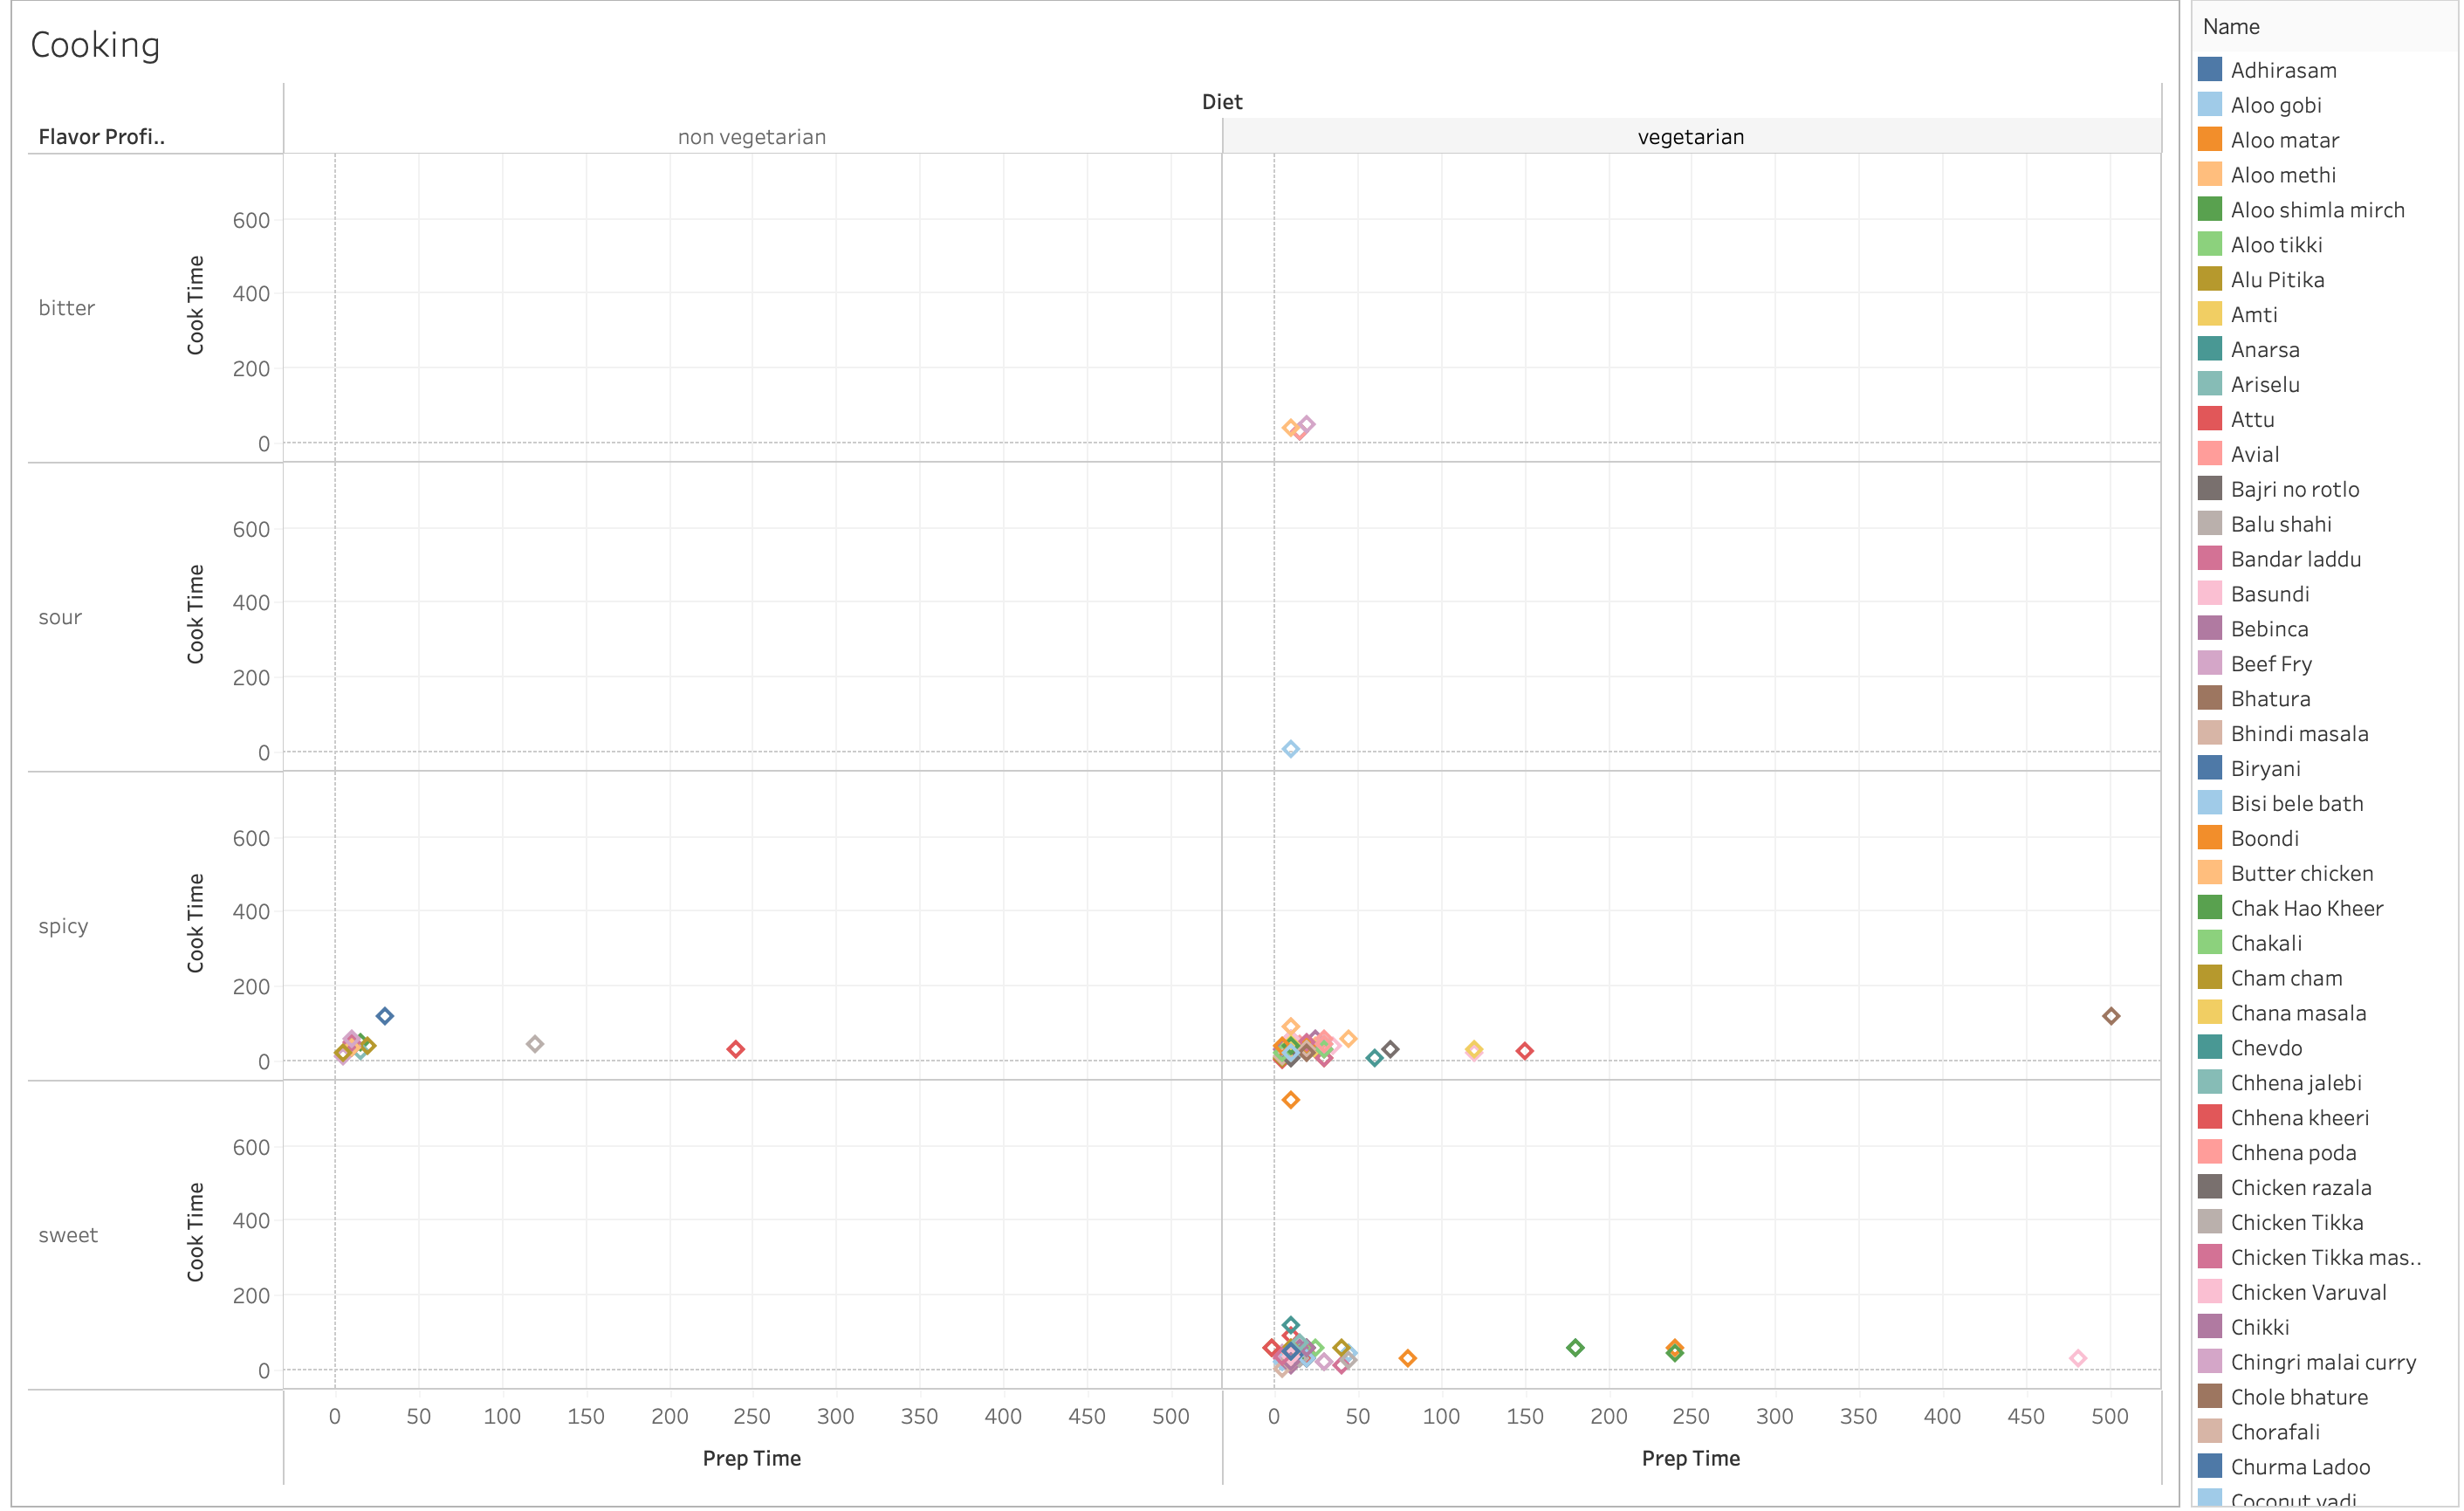 Cooking
Diet
Flavor Profi..
non vegetarian
vegetarian
bitter
Cook Time
600
400
200
0
sour
Cook Time
600
400
200
0
spicy
Cook Time
600
400
200
0
sweet
Cook Time
600
400
200
0
0 50 100 150 200 250 300 350 400 450 500
0 50 100 150 200 250 300 350 400 450 500
Prep Time
Prep Time
Name
Adhirasam
Aloo gobi
Aloo matar
Aloo methi
Aloo shimla mirch
Aloo tikki
Alu Pitika
Amti
Anarsa
Ariselu
Attu
Avial
Bajri no rotlo
Balu shahi
Bandar laddu
Basundi
Bebinca
Beef Fry
Bhatura
Bhindi masala
Biryani
Bisi bele bath
Boondi
Butter chicken
Chak Hao Kheer
Chakali
Cham cham
Chana masala
Chevdo
Chhena jalebi
Chhena kheeri
Chhena poda
Chicken razala
Chicken Tikka
Chicken Tikka mas..
Chicken Varuval
Chikki
Chingri malai curry
Chole bhature
Chorafali
Churma Ladoo
Coconut vadi